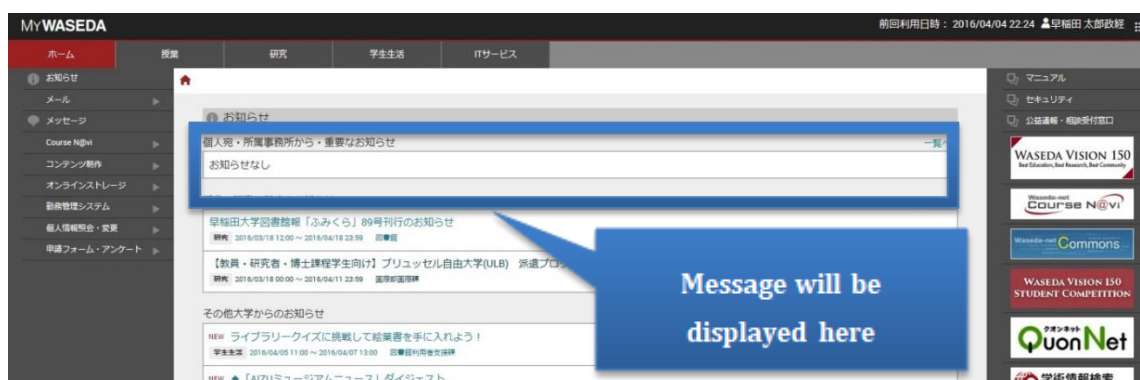 MYWASEDA
前回利用日時： 2016/04/04 22:24 早稲田 太郎政経
ホーム 授業 研究 学生生活 ITサービス
お知らせ
メール
メッセージ
Course N@vi
コンテンツ制作
オンラインストレージ
勤務管理システム
個人情報照会・変更
申請フォーム・アンケート
お知らせ
個人宛・所属事務所から・重要なお知らせ
一覧へ
お知らせなし
早稲田大学図書館報「ふみくら」89号刊行のお知らせ
研究 2016/03/18 12:00 ～ 2016/04/18 23:59 図書館
【教員・研究者・博士課程学生向け】ブリュッセル自由大学(ULB) 派遣プロ
研究 2016/03/18 00:00 ～ 2016/04/11 23:59 国際部国際課
その他大学からのお知らせ
NEW ライブラリークイズに挑戦して絵葉書を手に入れよう！
学生生活 2016/04/05 11:00 ～ 2016/04/07 13:00 図書館利用者支援課
NEW ◆「AIZUミュージアムニュース」ダイジェスト
Message will be
displayed here
マニュアル
セキュリティ
公益通報・相談受付窓口
WASEDA VISION 150
Best Education, Best Research, Best Community
Waseda-net
Course N@vi
Waseda-net Commons
WASEDA VISION 150
STUDENT COMPETITION
クオンネット
QuonNet
学術情報検索